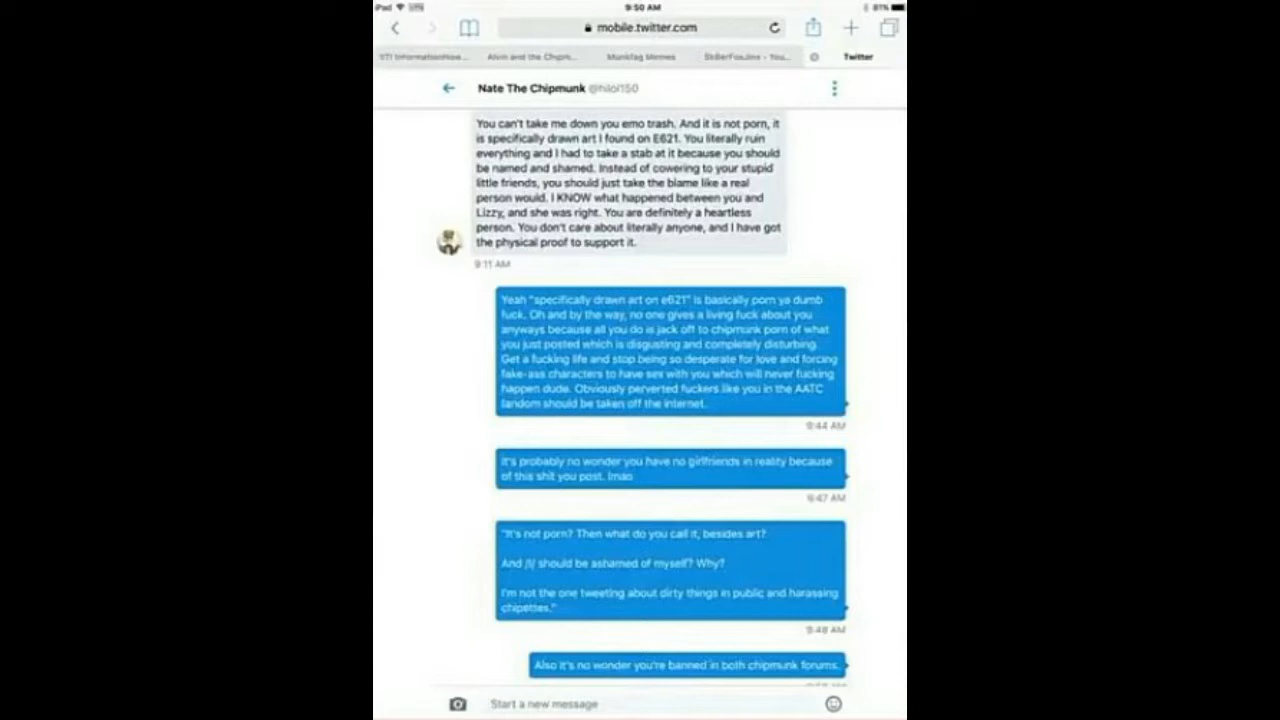 iPad
9:50 AM
81%
mobile.twitter.com
STI InformationNow...
Alvin and the Chipm...
Munkfag Memes
Sk8erFoxJinx - You...
Twitter
Nate The Chipmunk @hilol150
You can't take me down you emo trash. And it is not porn, it
is specifically drawn art I found on E621. You literally ruin
everything and I had to take a stab at it because you should
be named and shamed. Instead of cowering to your stupid
little friends, you should just take the blame like a real
person would. I KNOW what happened between you and
Lizzy, and she was right. You are definitely a heartless
person. You don't care about literally anyone, and I have got
the physical proof to support it.
9:11 AM
Yeah "specifically drawn art on e621" is basically porn ya dumb
fuck. Oh and by the way, no one gives a living fuck about you
anyways because all you do is jack off to chipmunk porn of what
you just posted which is disgusting and completely disturbing.
Get a fucking life and stop being so desperate for love and forcing
fake-ass characters to have sex with you which will never fucking
happen dude. Obviously perverted fuckers like you in the AATC
fandom should be taken off the internet.
9:44 AM
It's probably no wonder you have no girlfriends in reality because
of this shit you post. lmao
9:47 AM
"It's not porn? Then what do you call it, besides art?
And /I/ should be ashamed of myself? Why?
I'm not the one tweeting about dirty things in public and harassing
chipettes."
9:48 AM
Also it's no wonder you're banned in both chipmunk forums.
Start a new message